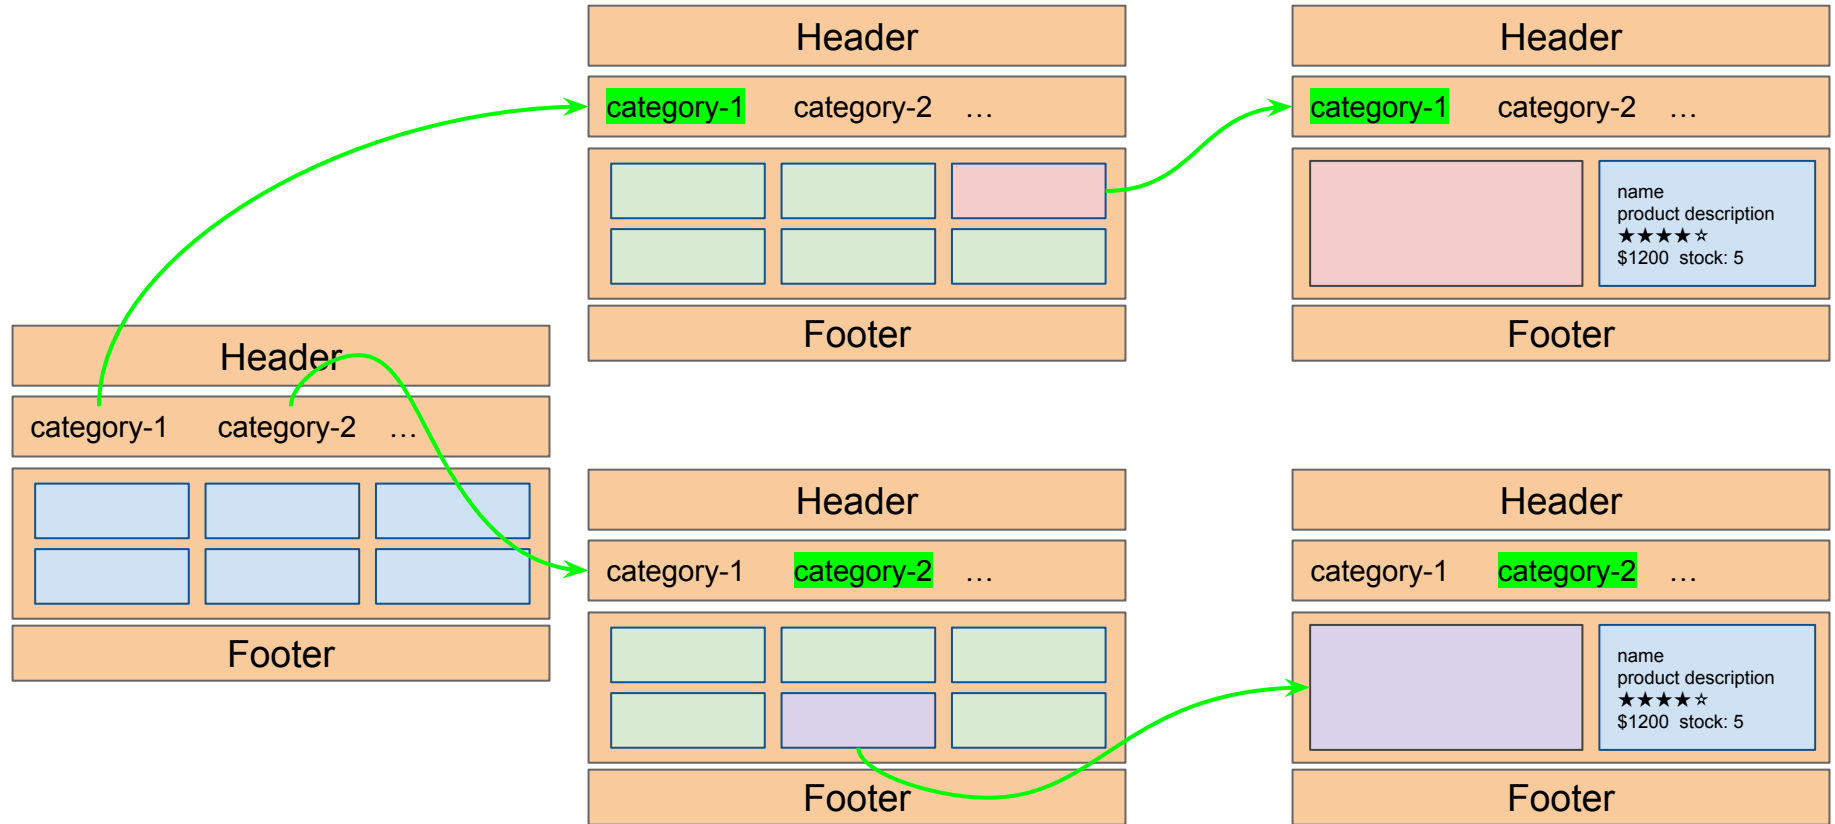 Header
category-1 category-2 …
Footer
Header
category-1 category-2 …
Footer
Header
category-1 category-2 …
name
product description
★★★★☆
$1200 stock: 5
Footer
Header
category-1 category-2 …
Footer
Header
category-1 category-2 …
name
product description
★★★★☆
$1200 stock: 5
Footer